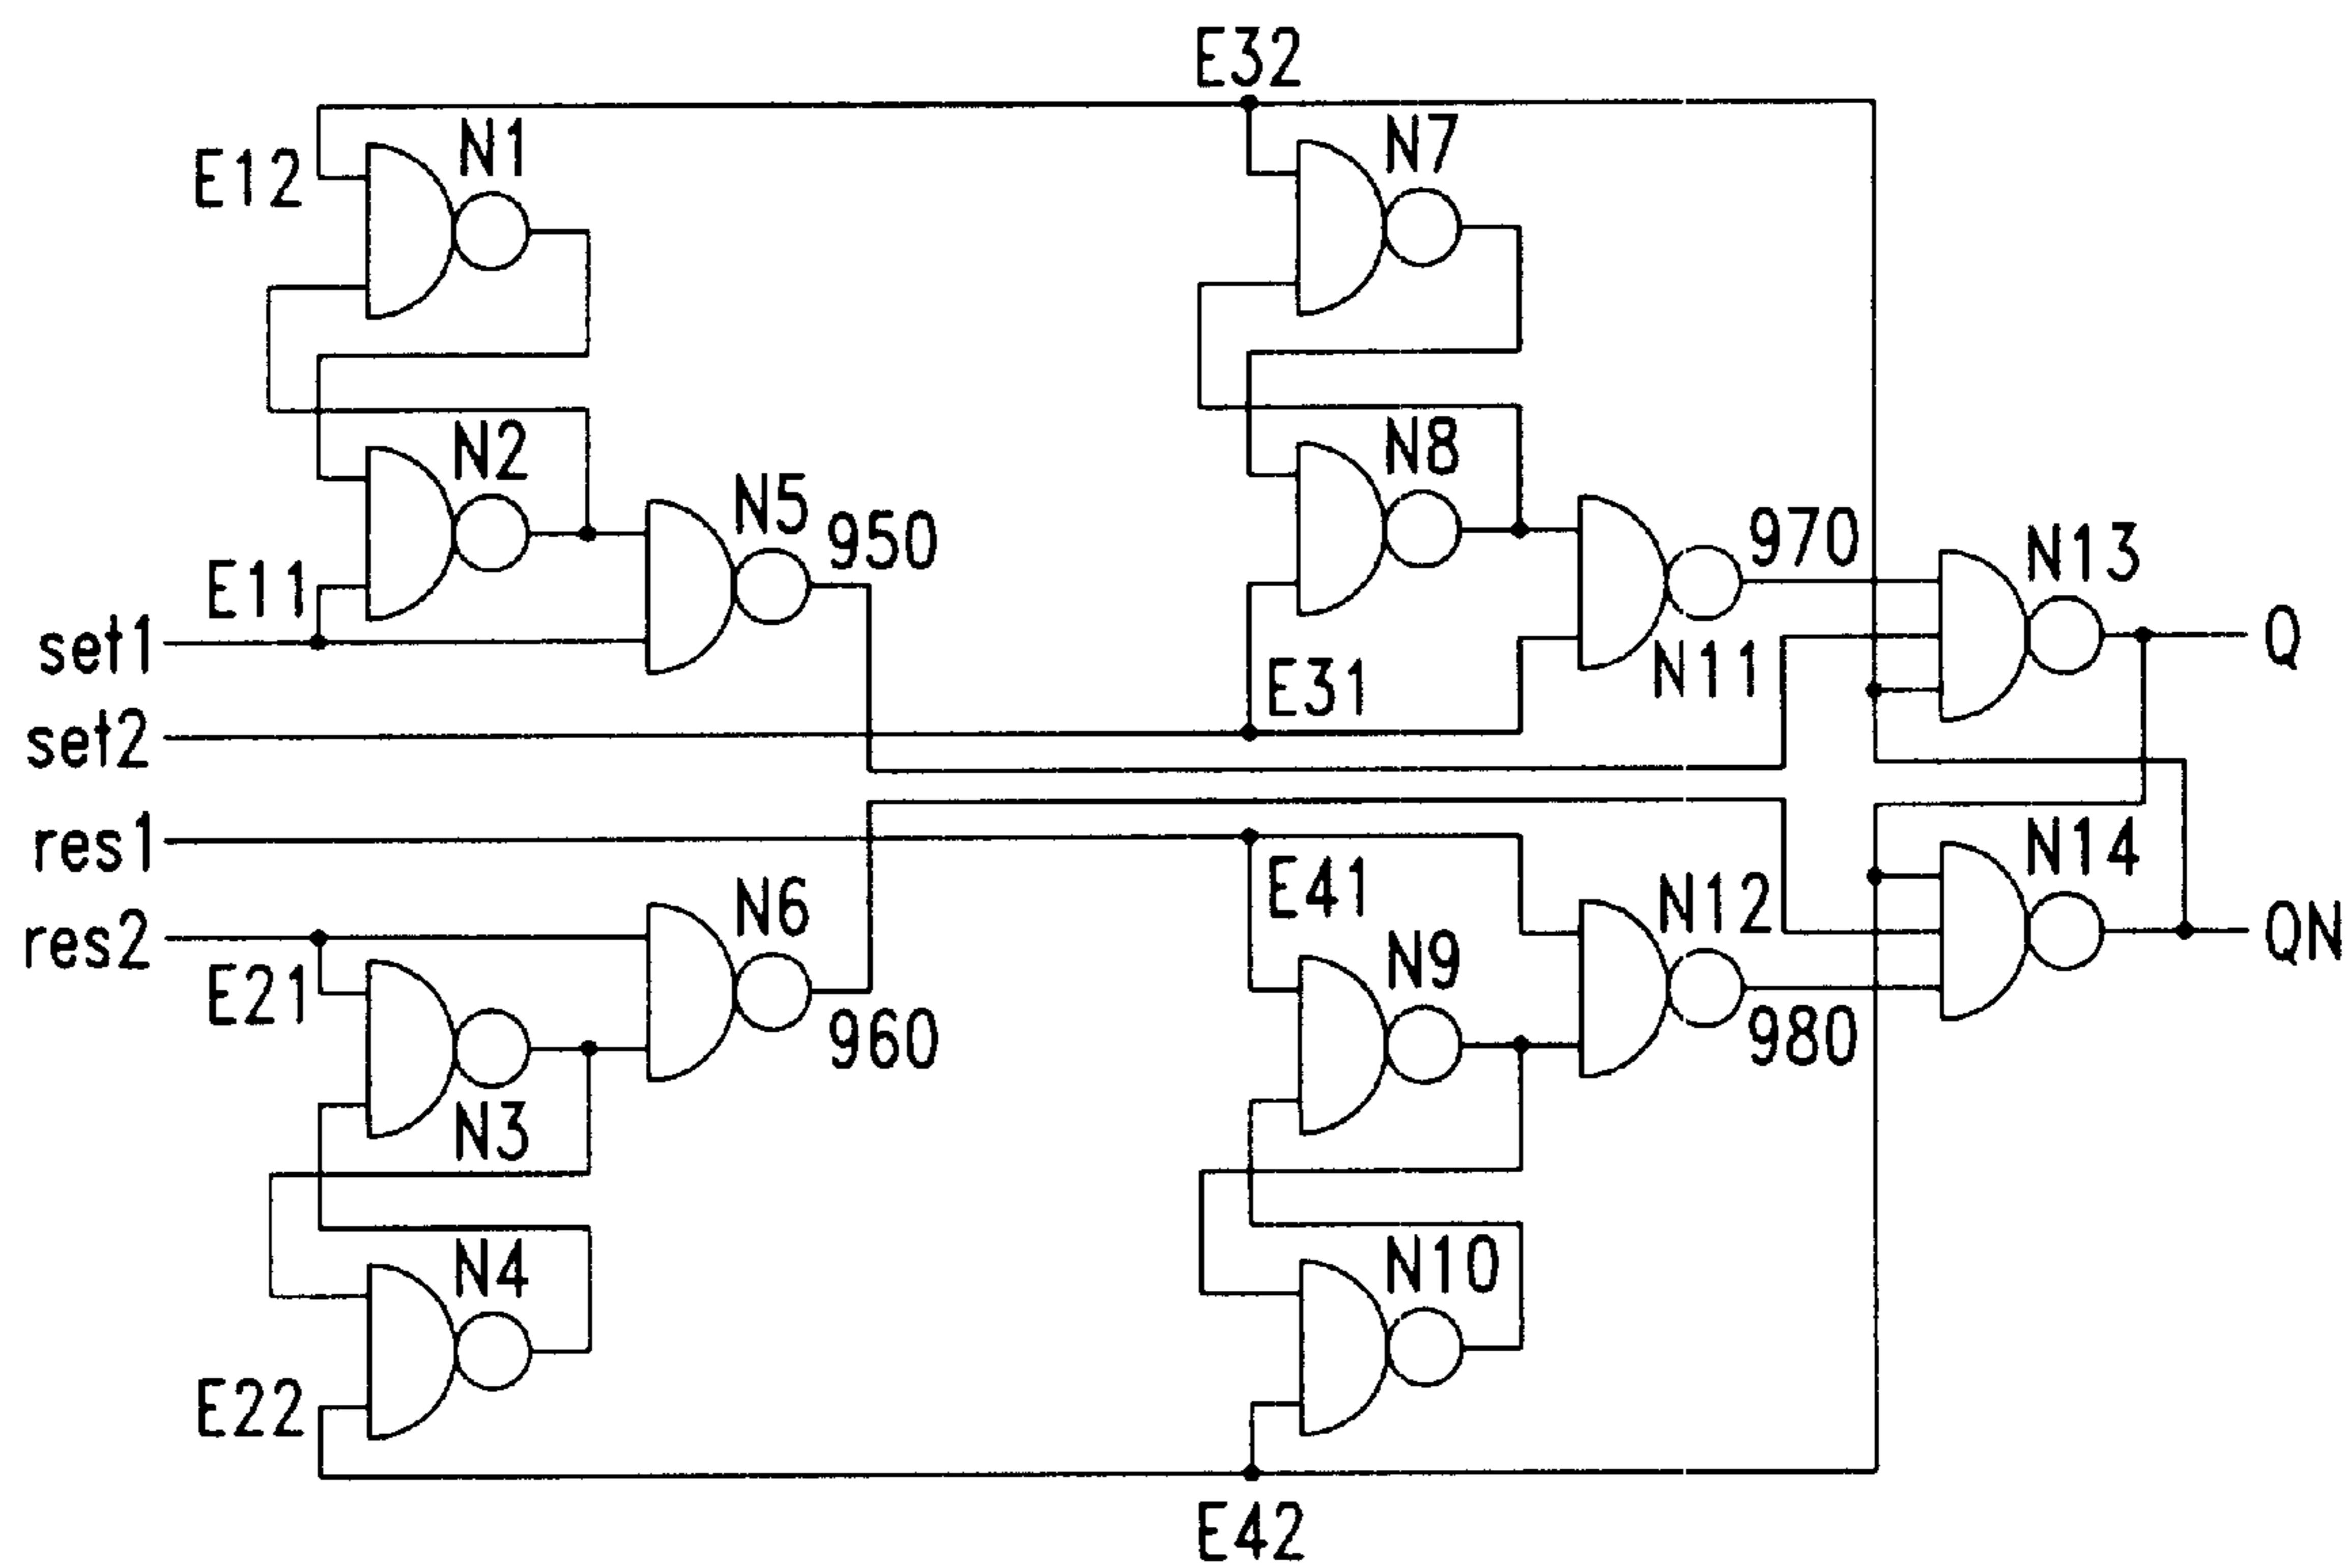 E32
N1
N7
E12
N2
N8
N5
950
970
N13
E11
set1
Q
E31
N11
set2
res1
N14
E41
N12
N6
res2
QN
E21
N9
960
980
N3
N4
N10
E22
E42